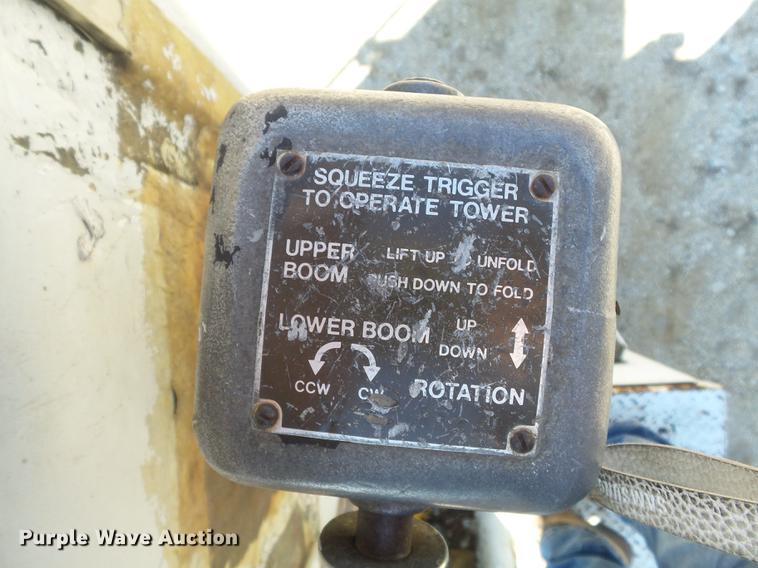 SQUEEZE TRIGGER
TO OPERATE TOWER
UPPER BOOM
LIFT UP UNFOLD
PUSH DOWN TO FOLD
LOWER BOOM
UP
DOWN
CCW CW ROTATION
Purple Wave Auction